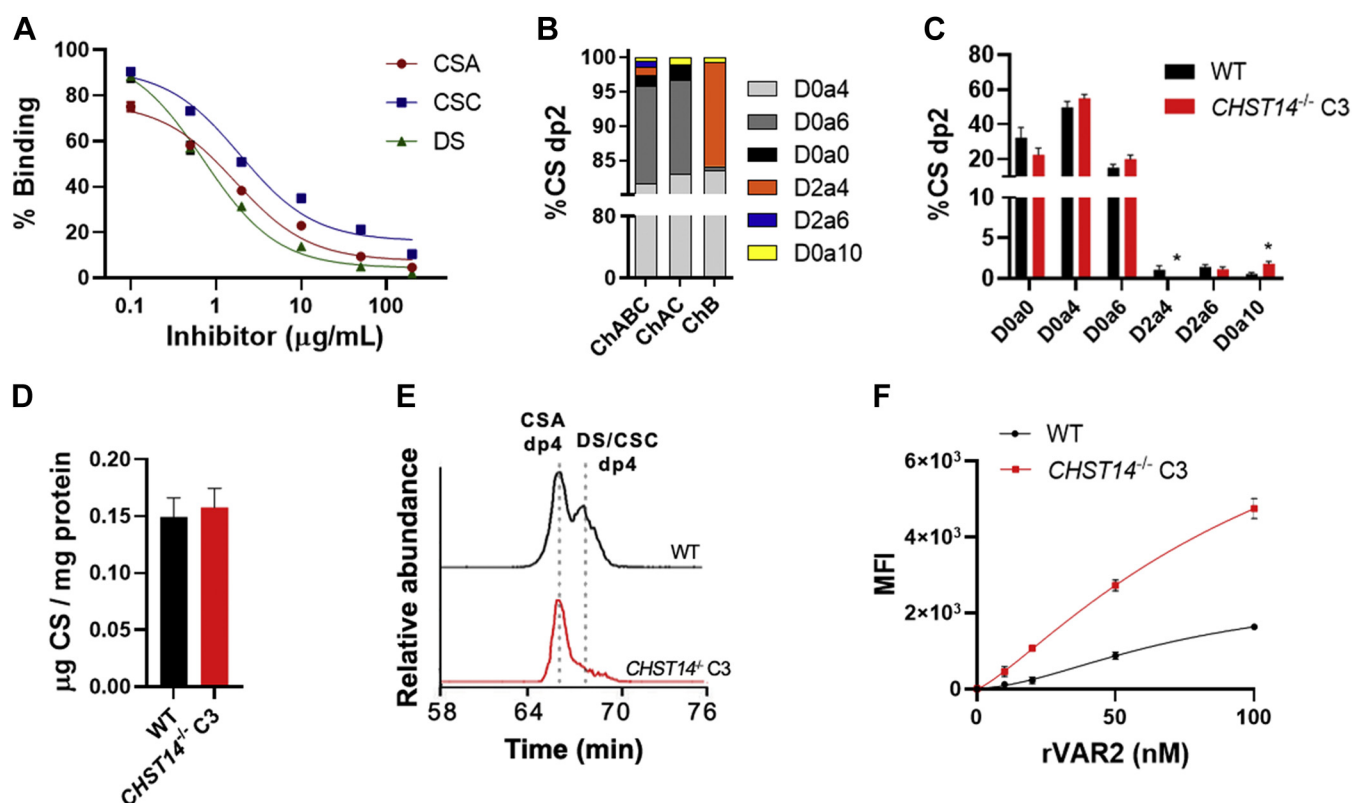 A
% Binding
100
80
60
40
20
0
0.1
1
10
100
Inhibitor (μg/mL)
CSA
CSC
DS
B
%CS dp2
100
95
90
85
80
0
ChABC
ChAC
ChB
D0a4
D0a6
D0a0
D2a4
D2a6
D0a10
C
%CS dp2
80
60
40
20
10
5
0
D0a0
D0a4
D0a6
D2a4
D2a6
D0a10
*
*
WT
CHST14-/- C3
D
μg CS / mg protein
0.20
0.15
0.10
0.05
0.00
WT
CHST14-/- C3
E
Relative abundance
CSA
dp4
DS/CSC
dp4
WT
CHST14-/- C3
58
64
70
76
Time (min)
F
WT
CHST14-/- C3
MFI
6×10³
4×10³
2×10³
0
0
50
100
rVAR2 (nM)